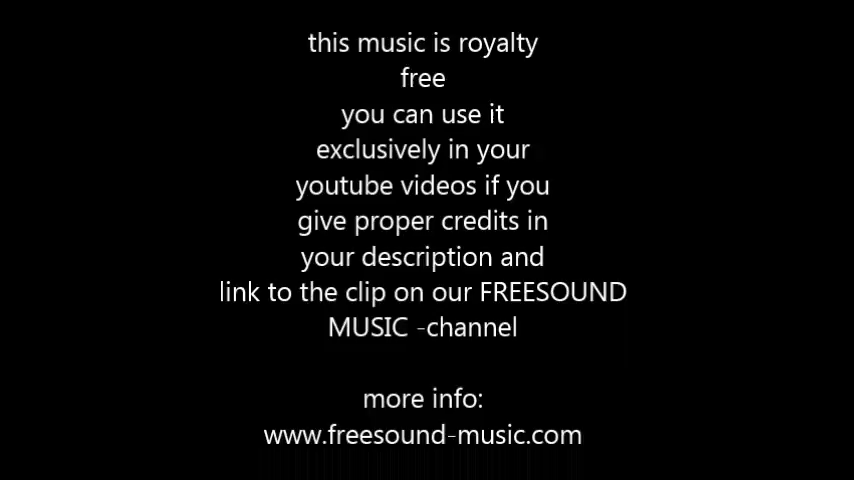 this music is royalty
free
you can use it
exclusively in your
youtube videos if you
give proper credits in
your description and
link to the clip on our FREESOUND
MUSIC -channel
more info:
www.freesound-music.com